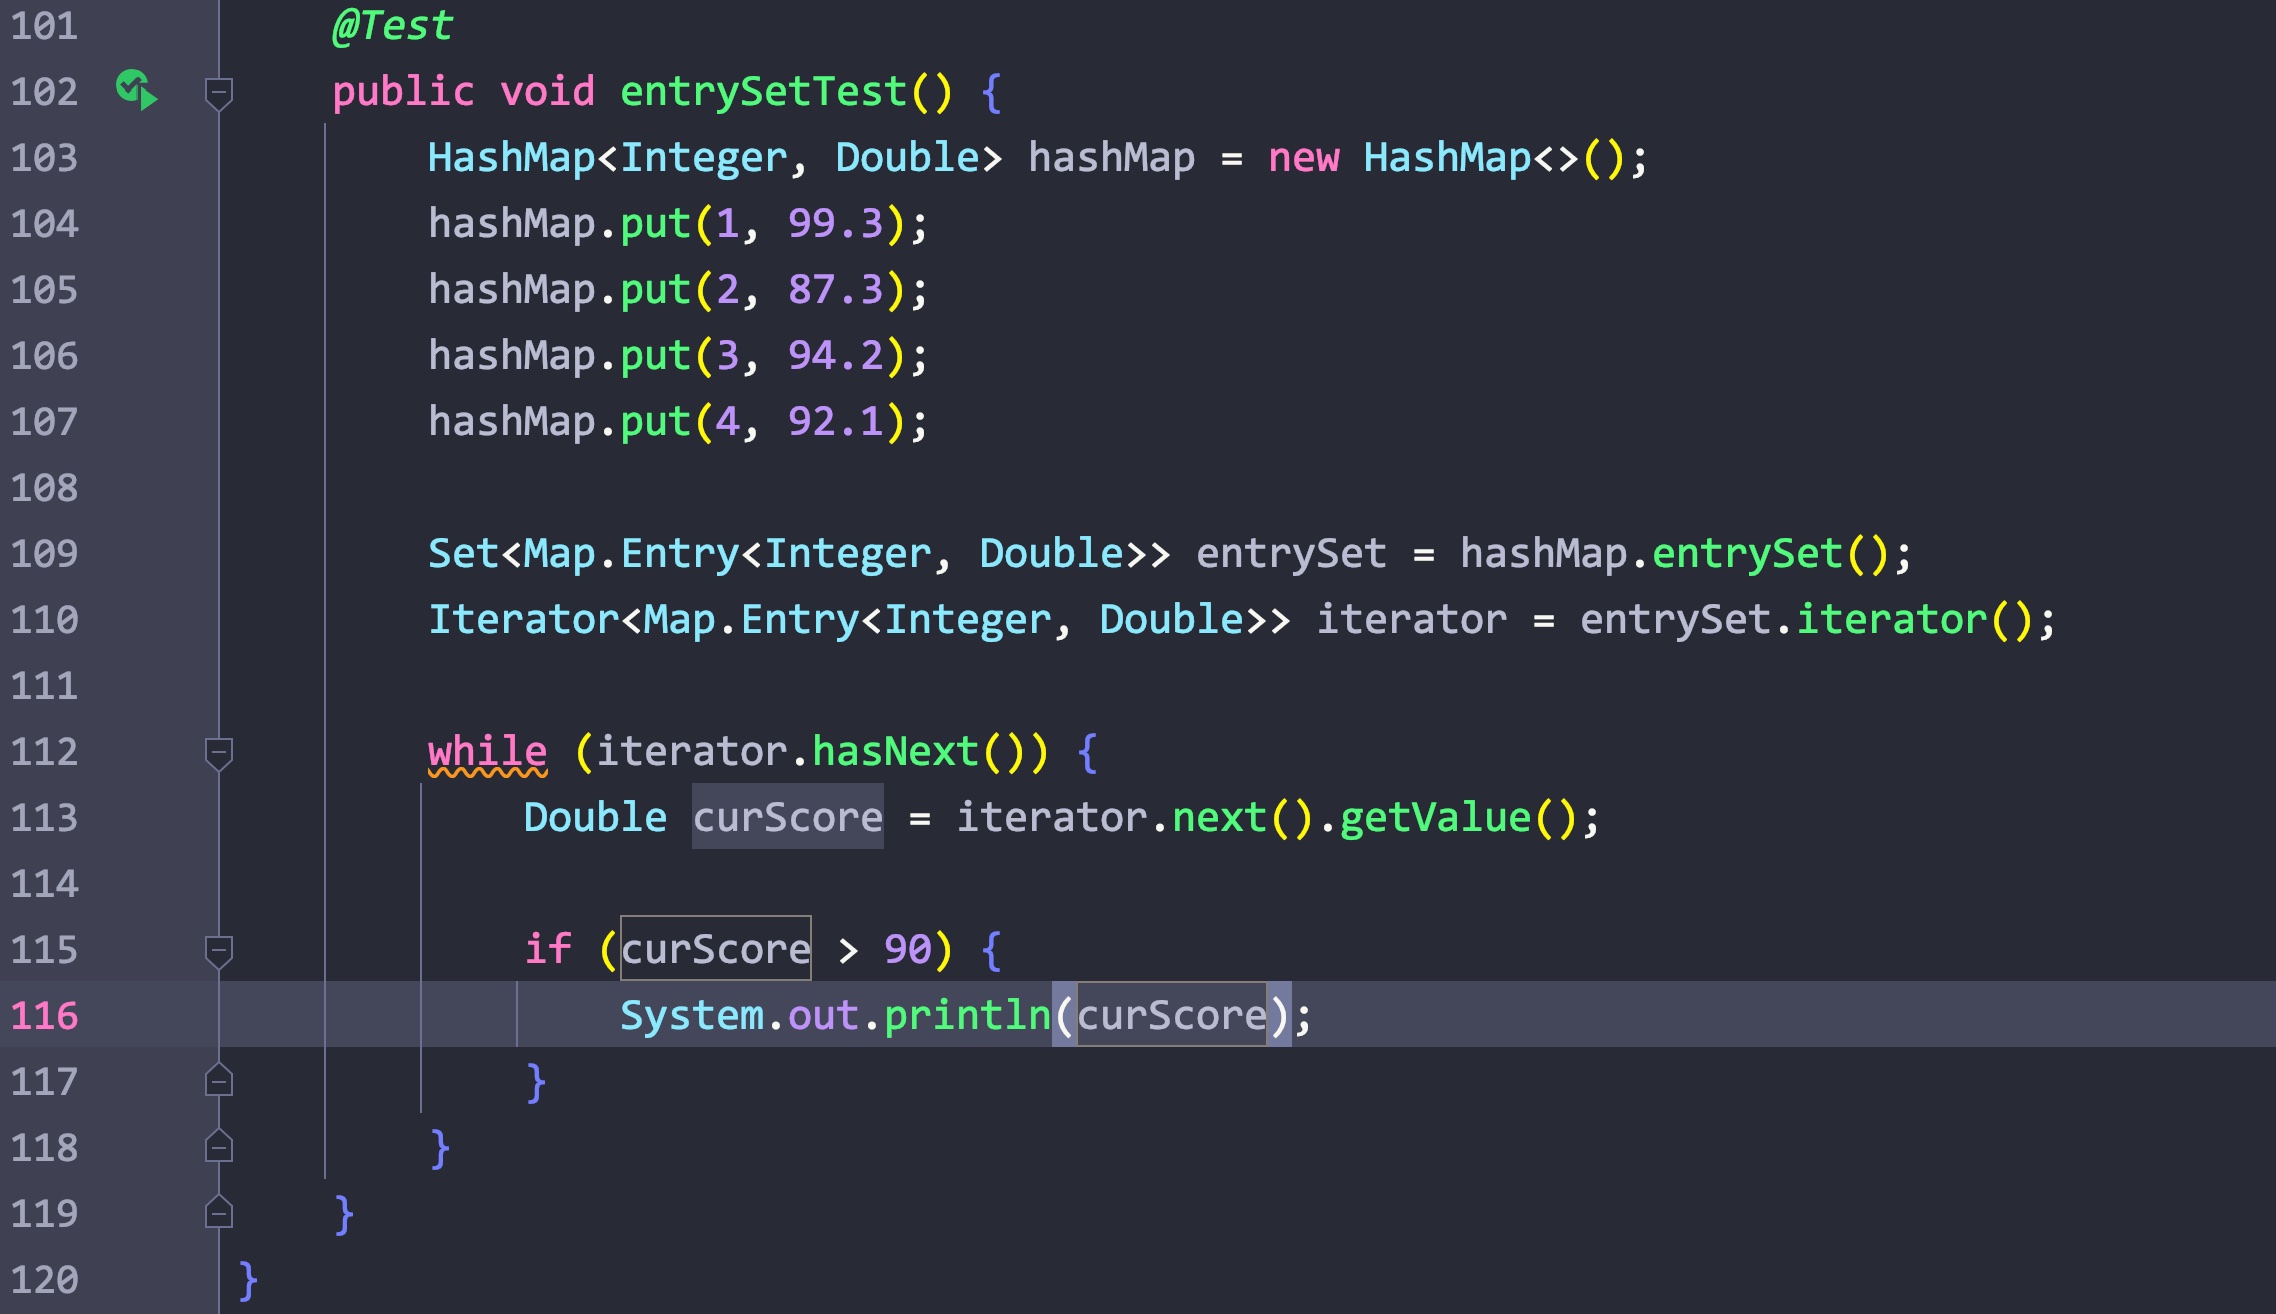 101 @Test
102 public void entrySetTest() {
103 HashMap<Integer, Double> hashMap = new HashMap<>();
104 hashMap.put(1, 99.3);
105 hashMap.put(2, 87.3);
106 hashMap.put(3, 94.2);
107 hashMap.put(4, 92.1);
108
109 Set<Map.Entry<Integer, Double>> entrySet = hashMap.entrySet();
110 Iterator<Map.Entry<Integer, Double>> iterator = entrySet.iterator();
111
112 while (iterator.hasNext()) {
113 Double curScore = iterator.next().getValue();
114
115 if (curScore > 90) {
116 System.out.println(curScore);
117 }
118 }
119 }
120 }